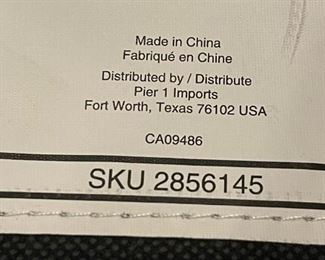 Made in China
Fabriqué en Chine
Distributed by / Distribute
Pier 1 Imports
Fort Worth, Texas 76102 USA
CA09486
SKU 2856145